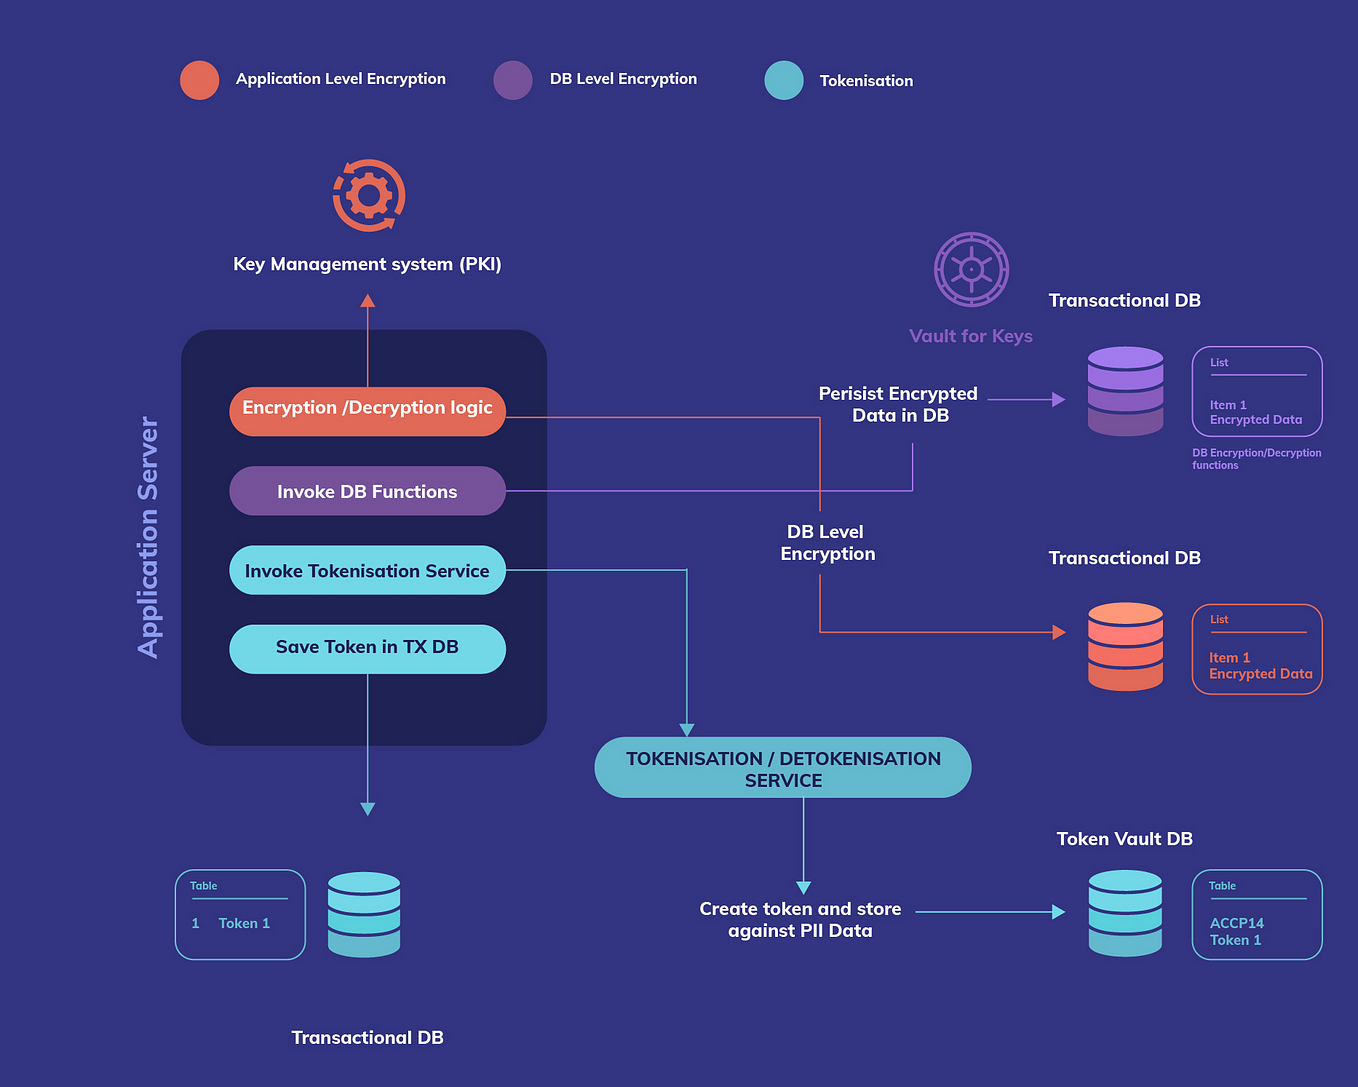 Application Level Encryption
DB Level Encryption
Tokenisation
Key Management system (PKI)
Vault for Keys
Transactional DB
Application Server
Encryption /Decryption logic
Invoke DB Functions
Invoke Tokenisation Service
Save Token in TX DB
Perisist Encrypted
Data in DB
List
Item 1
Encrypted Data
DB Encryption/Decryption
functions
DB Level
Encryption
Transactional DB
List
Item 1
Encrypted Data
TOKENISATION / DETOKENISATION
SERVICE
Create token and store
against PII Data
Token Vault DB
Table
ACCP14
Token 1
Table
1 Token 1
Transactional DB